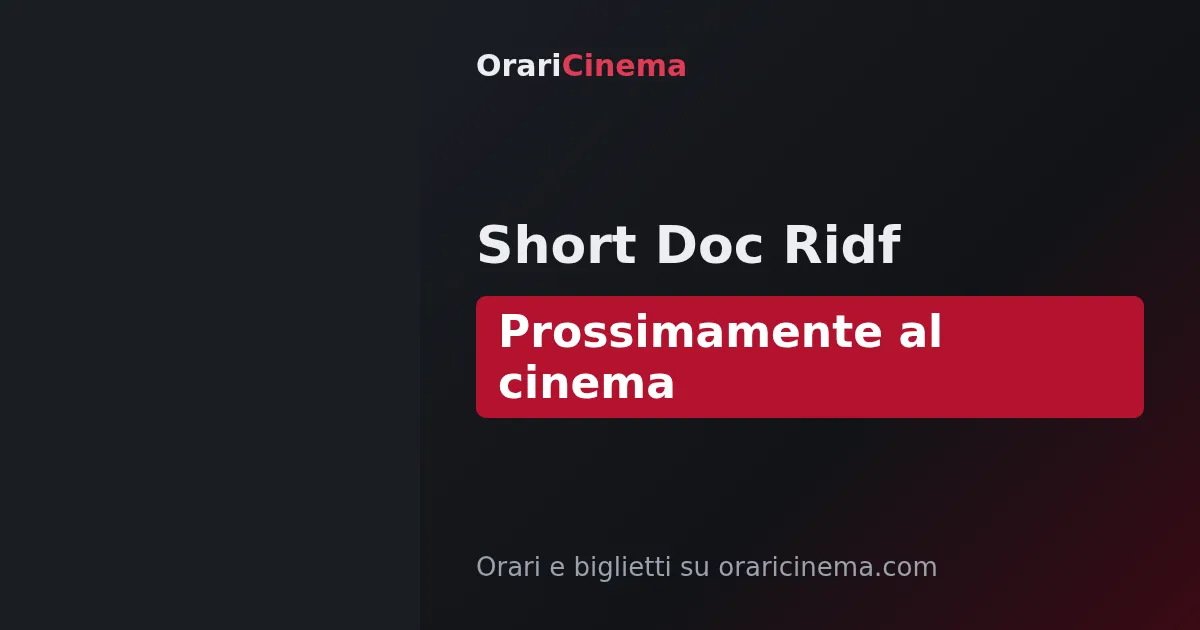 OrariCinema
Short Doc Ridf
Prossimamente al
cinema
Orari e biglietti su oraricinema.com